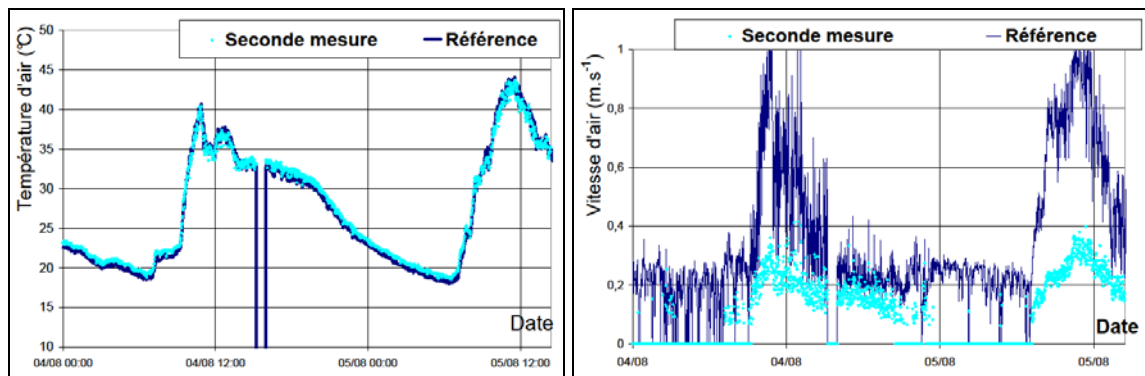 Seconde mesure
Référence
Température d'air (°C)
50
45
40
35
30
25
20
15
10
04/08 00:00
04/08 12:00
05/08 00:00
05/08 12:00
Date
Seconde mesure
Référence
Vitesse d'air (m.s-1)
1
0,8
0,6
0,4
0,2
0
04/08
04/08
05/08
05/08
Date